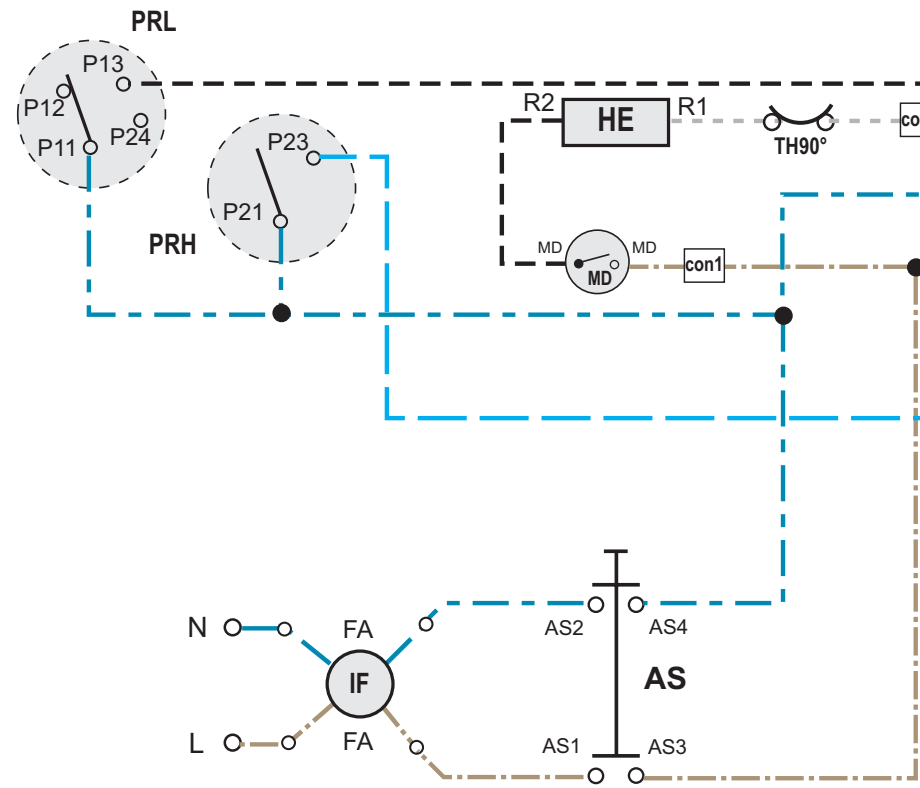 PRL
P13
P12
P24
P11
P23
P21
PRH
R2
HE
R1
TH90°
co
MD
MD
MD
con1
N
FA
AS2
AS4
IF
AS
L
FA
AS1
AS3